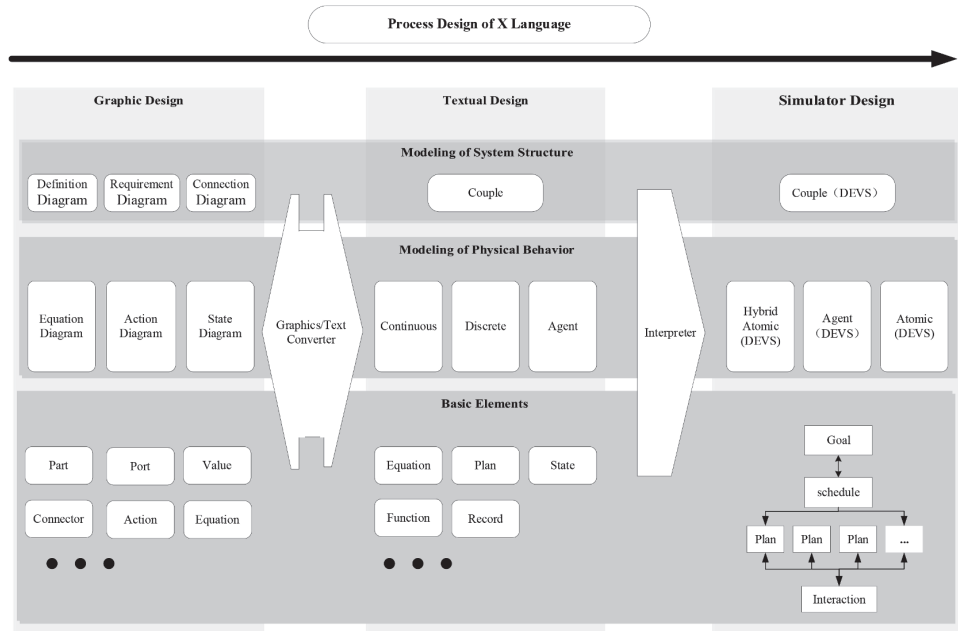 Process Design of X Language
Graphic Design
Textual Design
Simulator Design
Modeling of System Structure
Definition
Diagram
Requirement
Diagram
Connection
Diagram
Couple
Couple（DEVS）
Modeling of Physical Behavior
Equation
Diagram
Action
Diagram
State
Diagram
Graphics/Text
Converter
Continuous
Discrete
Agent
Interpreter
Hybrid
Atomic
(DEVS)
Agent
（DEVS）
Atomic
(DEVS)
Basic Elements
Part
Port
Value
Connector
Action
Equation
Equation
Plan
State
Function
Record
Goal
schedule
Plan
Plan
Plan
...
Interaction